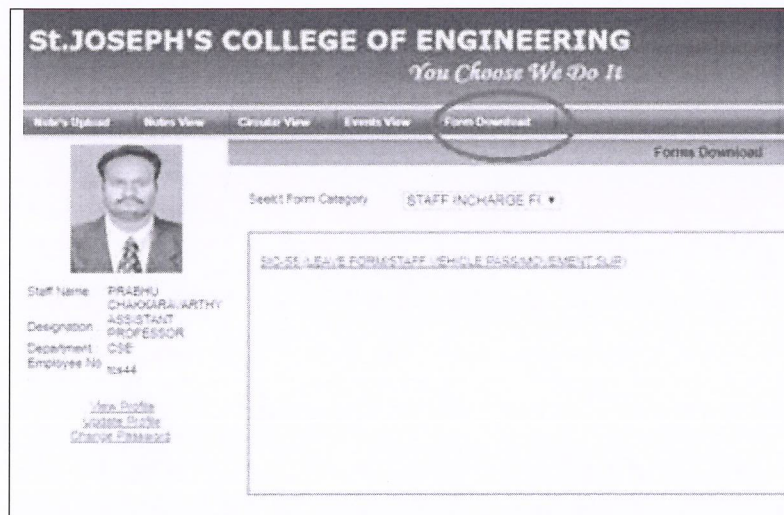 St.JOSEPH'S COLLEGE OF ENGINEERING
You Choose We Do It
Note's Upload Notes View Circular View Events View Form Download
Forms Download
Select Form Category STAFF INCHARGE F
(LEAVE FORM/STAFF VEHICLE PASS/MOVEMENT SLIP)
Staff Name PRABHU
CHAKKARAVARTHY
Designation ASSISTANT
PROFESSOR
Department CSE
Employee No tcs44
View Profile
Update Profile
Change Password